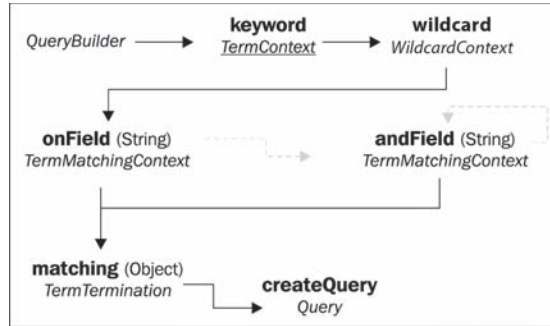 QueryBuilder
keyword
TermContext
wildcard
WildcardContext
onField (String)
TermMatchingContext
andField (String)
TermMatchingContext
matching (Object)
TermTermination
createQuery
Query